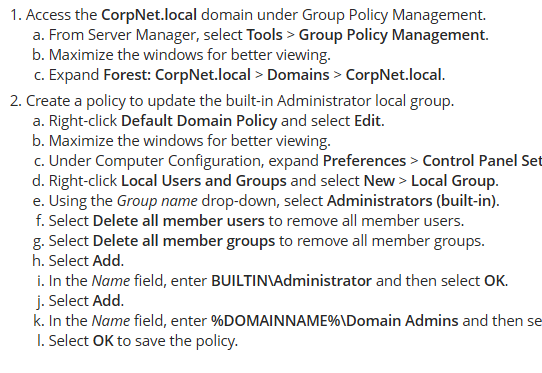 1. Access the CorpNet.local domain under Group Policy Management.
a. From Server Manager, select Tools > Group Policy Management.
b. Maximize the windows for better viewing.
c. Expand Forest: CorpNet.local > Domains > CorpNet.local.
2. Create a policy to update the built-in Administrator local group.
a. Right-click Default Domain Policy and select Edit.
b. Maximize the windows for better viewing.
c. Under Computer Configuration, expand Preferences > Control Panel Set
d. Right-click Local Users and Groups and select New > Local Group.
e. Using the Group name drop-down, select Administrators (built-in).
f. Select Delete all member users to remove all member users.
g. Select Delete all member groups to remove all member groups.
h. Select Add.
i. In the Name field, enter BUILTIN\Administrator and then select OK.
j. Select Add.
k. In the Name field, enter %DOMAINNAME%\Domain Admins and then se
l. Select OK to save the policy.